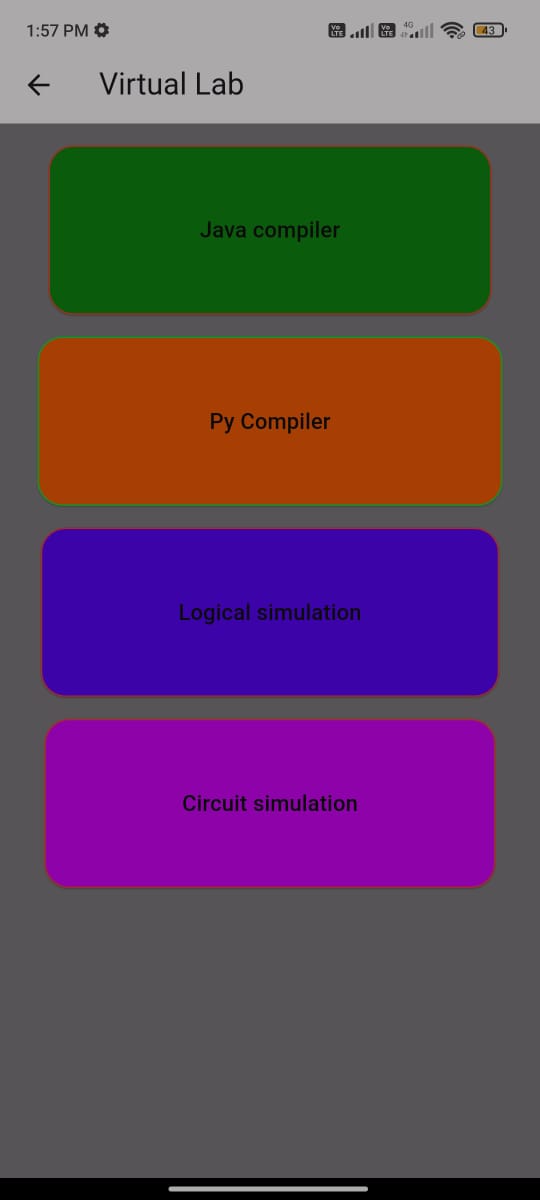 1:57 PM
Vo LTE
Vo LTE
4G
43
Virtual Lab
Java compiler
Py Compiler
Logical simulation
Circuit simulation